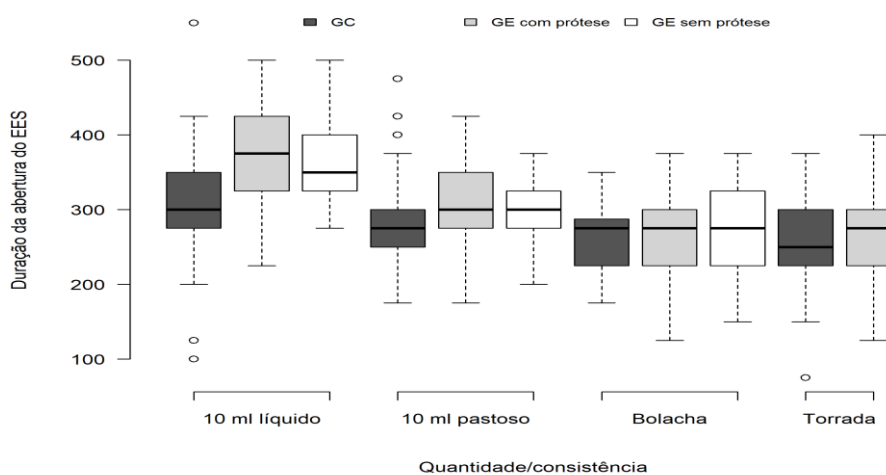 GC GE com prótese GE sem prótese
Duração da abertura do EES
500
400
300
200
100
10 ml líquido 10 ml pastoso Bolacha Torrada
Quantidade/consistência